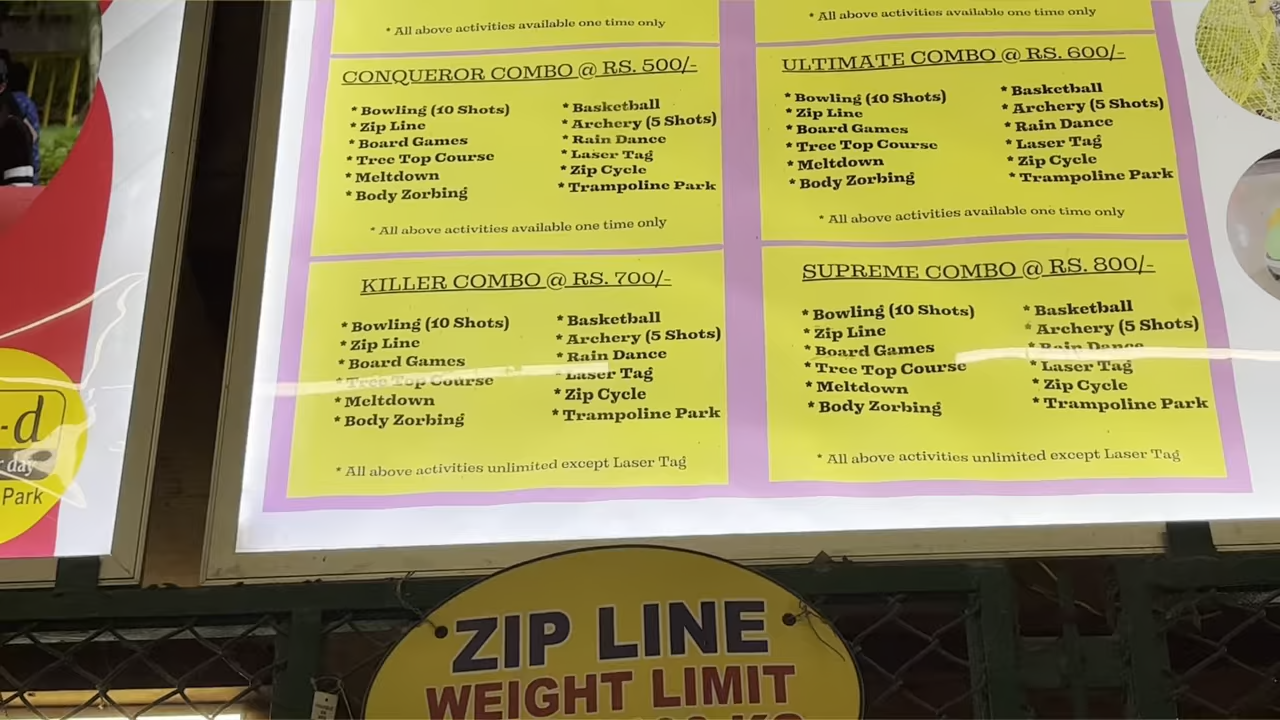 * All above activities available one time only
* All above activities available one time only
CONQUEROR COMBO @ RS. 500/-
* Bowling (10 Shots)
* Zip Line
* Board Games
* Tree Top Course
* Meltdown
* Body Zorbing
* Basketball
* Archery (5 Shots)
* Rain Dance
* Laser Tag
* Zip Cycle
* Trampoline Park
* All above activities available one time only
ULTIMATE COMBO @ RS. 600/-
* Bowling (10 Shots)
* Zip Line
* Board Games
* Tree Top Course
* Meltdown
* Body Zorbing
* Basketball
* Archery (5 Shots)
* Rain Dance
* Laser Tag
* Zip Cycle
* Trampoline Park
* All above activities available one time only
KILLER COMBO @ RS. 700/-
* Bowling (10 Shots)
* Zip Line
* Board Games
* Tree Top Course
* Meltdown
* Body Zorbing
* Basketball
* Archery (5 Shots)
* Rain Dance
* Laser Tag
* Zip Cycle
* Trampoline Park
* All above activities unlimited except Laser Tag
SUPREME COMBO @ RS. 800/-
* Bowling (10 Shots)
* Zip Line
* Board Games
* Tree Top Course
* Meltdown
* Body Zorbing
* Basketball
* Archery (5 Shots)
* Rain Dance
* Laser Tag
* Zip Cycle
* Trampoline Park
* All above activities unlimited except Laser Tag
-d
day
Park
ZIP LINE
WEIGHT LIMIT